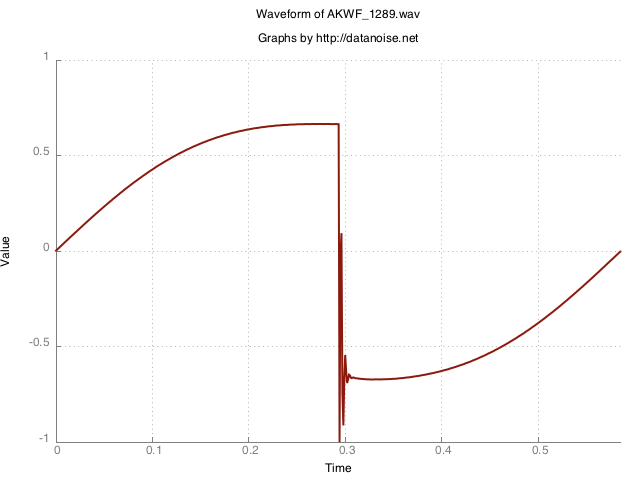 Waveform of AKWF_1289.wav
Graphs by http://datanoise.net
1
0.5
0
-0.5
-1
Value
0 0.1 0.2 0.3 0.4 0.5
Time